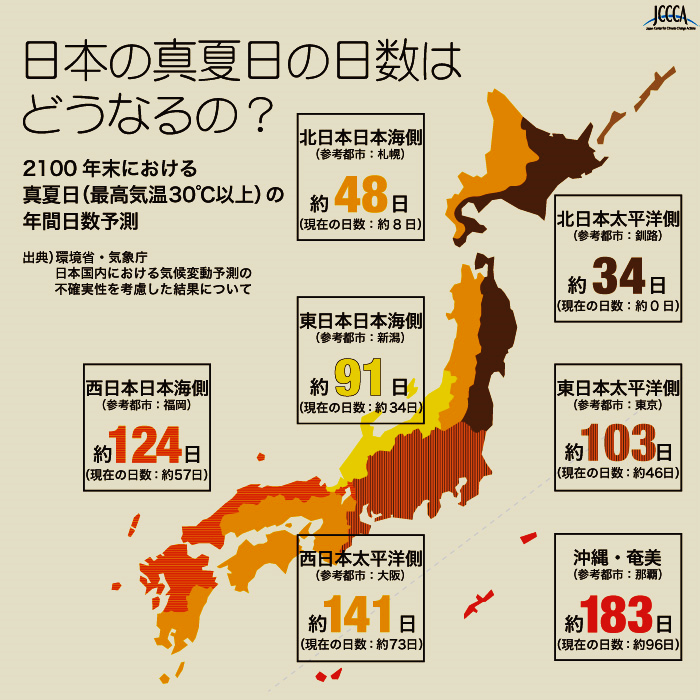 JCCCA
Japan Center for Climate Change Actions
日本の真夏日の日数は
どうなるの？
2100年末における
真夏日(最高気温30℃以上)の
年間日数予測
出典）環境省・気象庁
日本国内における気候変動予測の
不確実性を考慮した結果について
北日本日本海側
(参考都市：札幌)
約48日
(現在の日数：約8日)
北日本太平洋側
(参考都市：釧路)
約34日
(現在の日数：約0日)
東日本日本海側
(参考都市：新潟)
約91日
(現在の日数：約34日)
西日本日本海側
(参考都市：福岡)
約124日
(現在の日数：約57日)
東日本太平洋側
(参考都市：東京)
約103日
(現在の日数：約46日)
西日本太平洋側
(参考都市：大阪)
約141日
(現在の日数：約73日)
沖縄・奄美
(参考都市：那覇)
約183日
(現在の日数：約96日)